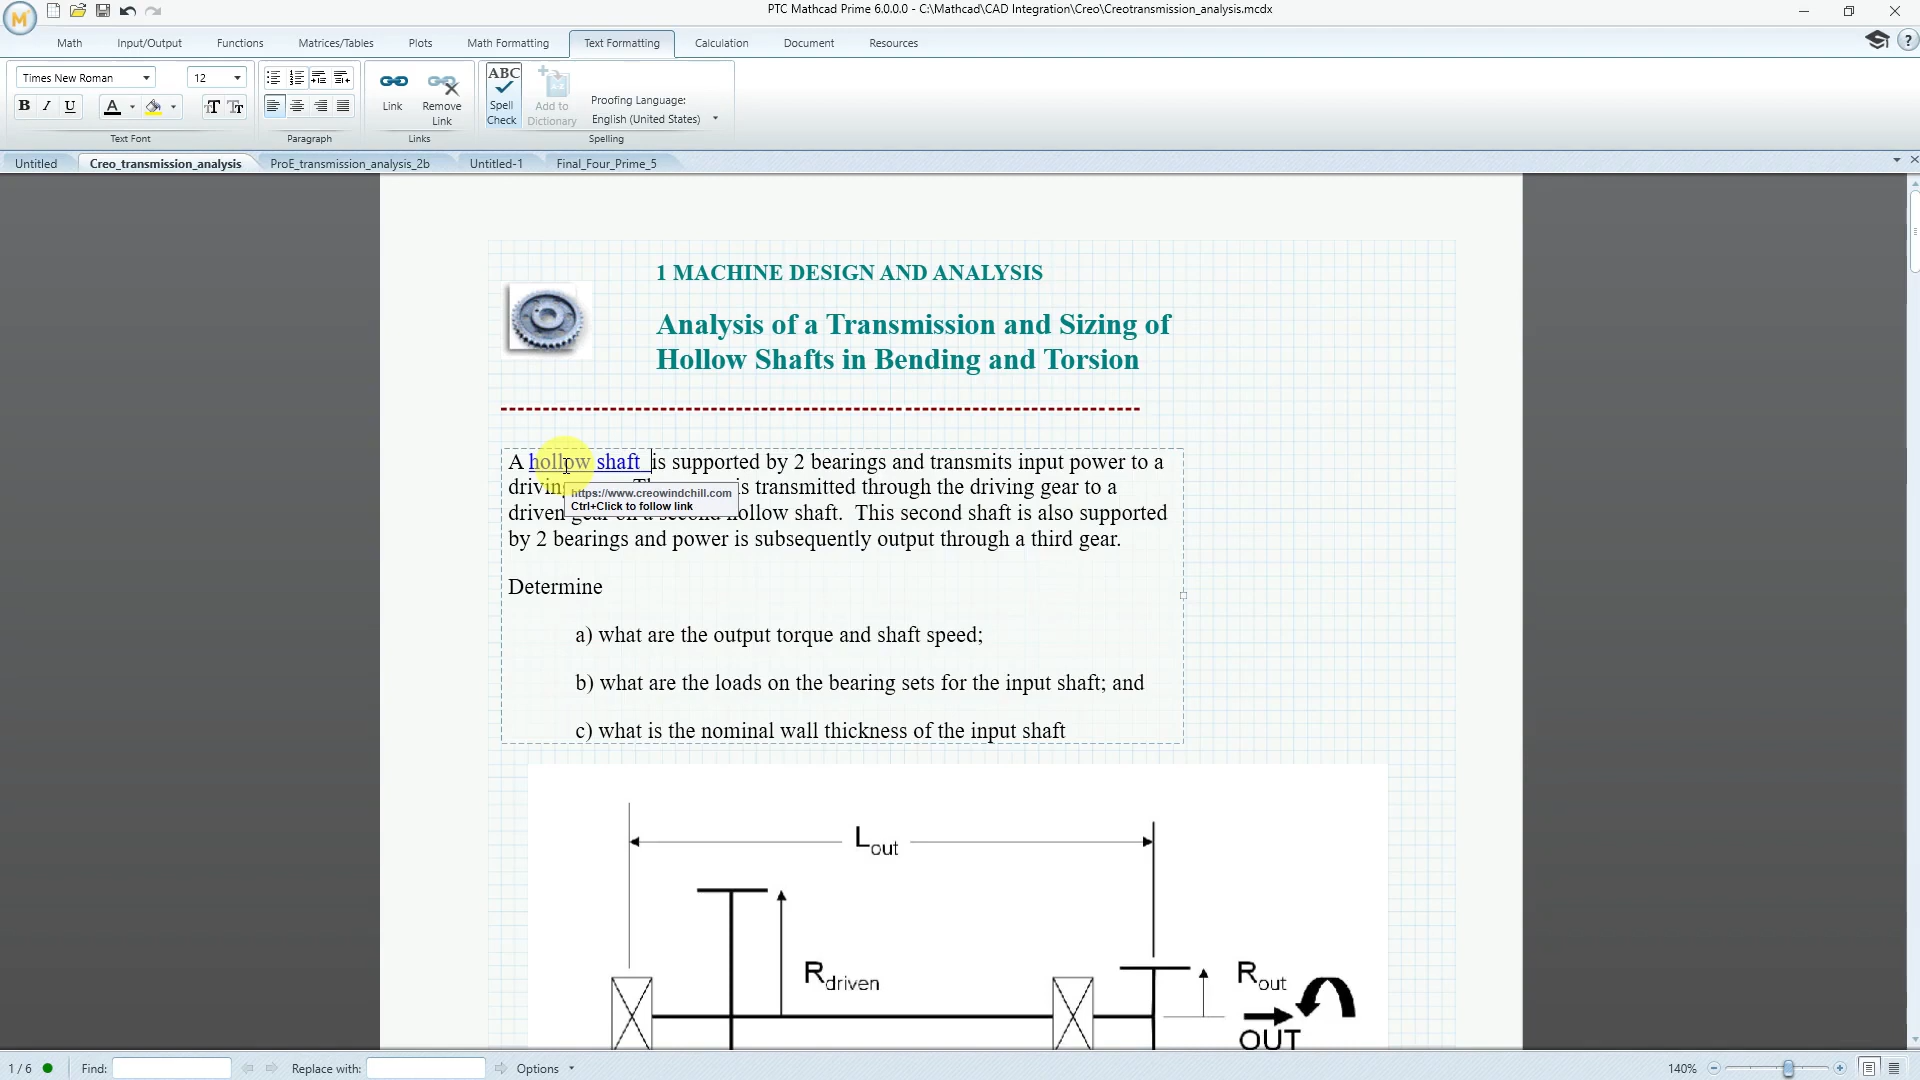 PTC Mathcad Prime 6.0.0.0 - C:\Mathcad\CAD Integration\Creo\Creotransmission_analysis.mcdx
Math Input/Output Functions Matrices/Tables Plots Math Formatting Text Formatting Calculation Document Resources
Times New Roman 12
B I U A
Link
Remove Link
ABC
Spell Check
Add to Dictionary
Proofing Language:
English (United States)
Text Font Paragraph Links Spelling
Untitled Creo_transmission_analysis ProE_transmission_analysis_2b Untitled-1 Final_Four_Prime_5
1 MACHINE DESIGN AND ANALYSIS
Analysis of a Transmission and Sizing of
Hollow Shafts in Bending and Torsion
A hollow shaft is supported by 2 bearings and transmits input power to a
is transmitted through the driving gear to a
https://www.creowindchill.com
Ctrl+Click to follow link
driven gear on a second hollow shaft. This second shaft is also supported
by 2 bearings and power is subsequently output through a third gear.
Determine
a) what are the output torque and shaft speed;
b) what are the loads on the bearing sets for the input shaft; and
c) what is the nominal wall thickness of the input shaft
Lout
Rdriven
Rout
OUT
1 / 6 Find: Replace with: Options 140%